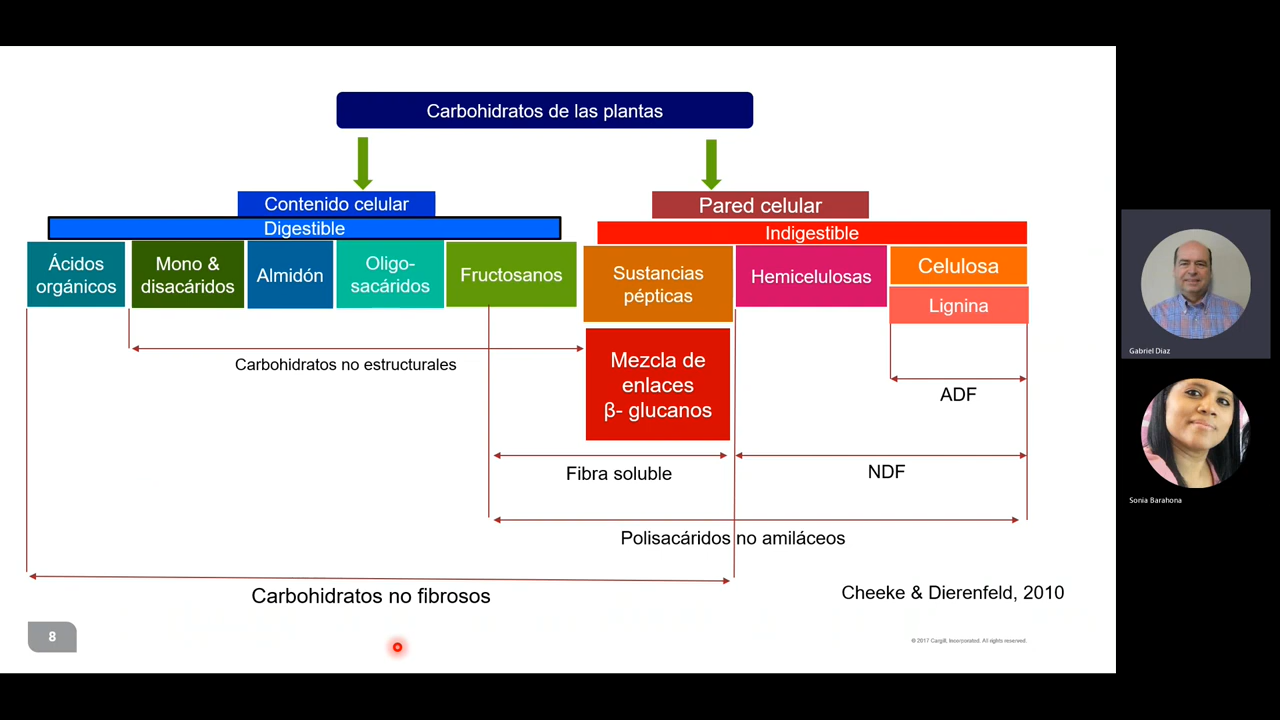 Carbohidratos de las plantas
Contenido celular
Pared celular
Digestible
Indigestible
Ácidos
orgánicos
Mono &
disacáridos
Almidón
Oligo-
sacáridos
Fructosanos
Sustancias
pépticas
Hemicelulosas
Celulosa
Lignina
Carbohidratos no estructurales
Mezcla de
enlaces
β- glucanos
ADF
Fibra soluble
NDF
Polisacáridos no amiláceos
Carbohidratos no fibrosos
Cheeke & Dierenfeld, 2010
8
© 2017 Cargill, Incorporated. All rights reserved.
Gabriel Diaz
Sonia Barahona